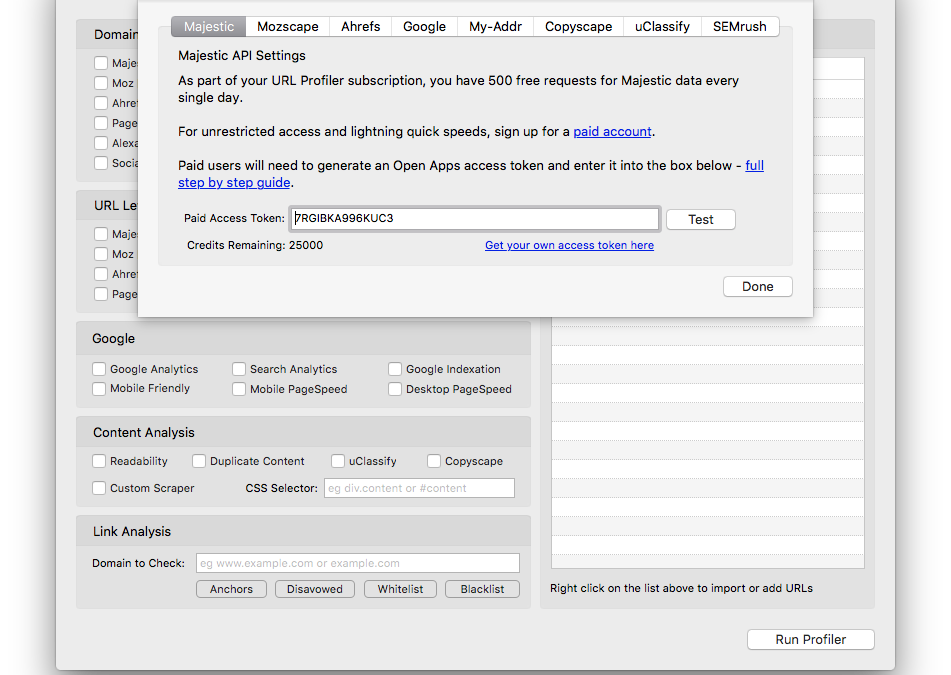 Majestic Mozscape Ahrefs Google My-Addr Copyscape uClassify SEMrush
Majestic API Settings
As part of your URL Profiler subscription, you have 500 free requests for Majestic data every
single day.
For unrestricted access and lightning quick speeds, sign up for a paid account.
Paid users will need to generate an Open Apps access token and enter it into the box below - full
step by step guide.
Paid Access Token: 7RGIBKA996KUC3 Test
Credits Remaining: 25000 Get your own access token here
Done
Domain
Moz
Page
URL
Moz
Page
Google
Google Analytics Search Analytics Google Indexation
Mobile Friendly Mobile PageSpeed Desktop PageSpeed
Content Analysis
Readability Duplicate Content uClassify Copyscape
Custom Scraper CSS Selector: eg div.content or #content
Link Analysis
Domain to Check: eg www.example.com or example.com
Anchors Disavowed Whitelist Blacklist
Right click on the list above to import or add URLs
Run Profiler